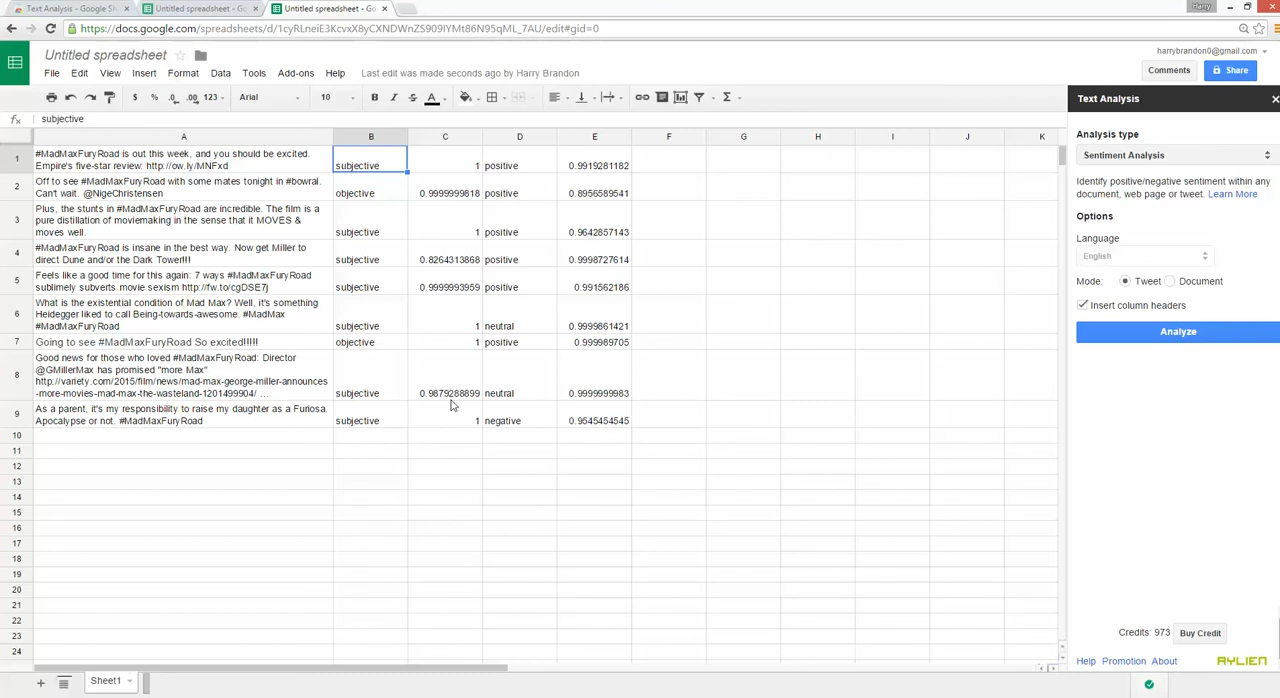 Text Analysis - Google S
Untitled spreadsheet - Goo
Untitled spreadsheet - Goo
Harry
https://docs.google.com/spreadsheets/d/1cyRLneiE3KcvxX8yCXNDWnZS909IYMt86N95qML_7AU/edit#gid=0
Untitled spreadsheet
harrybrandon0@gmail.com
File Edit View Insert Format Data Tools Add-ons Help Last edit was made seconds ago by Harry Brandon
Comments
Share
$ % .0 .00 123 Arial 10 B I S A Σ
Text Analysis
fx subjective
A B C D E F G H I J K
1 #MadMaxFuryRoad is out this week, and you should be excited.
Empire's five-star review: http://ow.ly/MNFxd subjective 1 positive 0.9919281182
2 Off to see #MadMaxFuryRoad with some mates tonight in #bowral.
Can't wait. @NigeChristensen objective 0.9999999818 positive 0.8956589541
3 Plus, the stunts in #MadMaxFuryRoad are incredible. The film is a
pure distillation of moviemaking in the sense that it MOVES &
moves well. subjective 1 positive 0.9642857143
4 #MadMaxFuryRoad is insane in the best way. Now get Miller to
direct Dune and/or the Dark Tower!!! subjective 0.8264313868 positive 0.9998727614
5 Feels like a good time for this again: 7 ways #MadMaxFuryRoad
sublimely subverts movie sexism http://fw.to/cgDSE7j subjective 0.9999993959 positive 0.991562186
6 What is the existential condition of Mad Max? Well, it's something
Heidegger liked to call Being-towards-awesome. #MadMax
#MadMaxFuryRoad subjective 1 neutral 0.9999861421
7 Going to see #MadMaxFuryRoad So excited!!!!! objective 1 positive 0.999989705
8 Good news for those who loved #MadMaxFuryRoad: Director
@GMillerMax has promised "more Max"
http://variety.com/2015/film/news/mad-max-george-miller-announces
-more-movies-mad-max-the-wasteland-1201499904/ ... subjective 0.9879288899 neutral 0.9999999983
9 As a parent, it's my responsibility to raise my daughter as a Furiosa.
Apocalypse or not. #MadMaxFuryRoad subjective 1 negative 0.9545454545
10
11
12
13
14
15
16
17
18
19
20
21
22
23
24
Sheet1
Analysis type
Sentiment Analysis
Identify positive/negative sentiment within any
document, web page or tweet. Learn More
Options
Language
English
Mode: Tweet Document
Insert column headers
Analyze
Credits: 973 Buy Credit
Help Promotion About AYLIEN